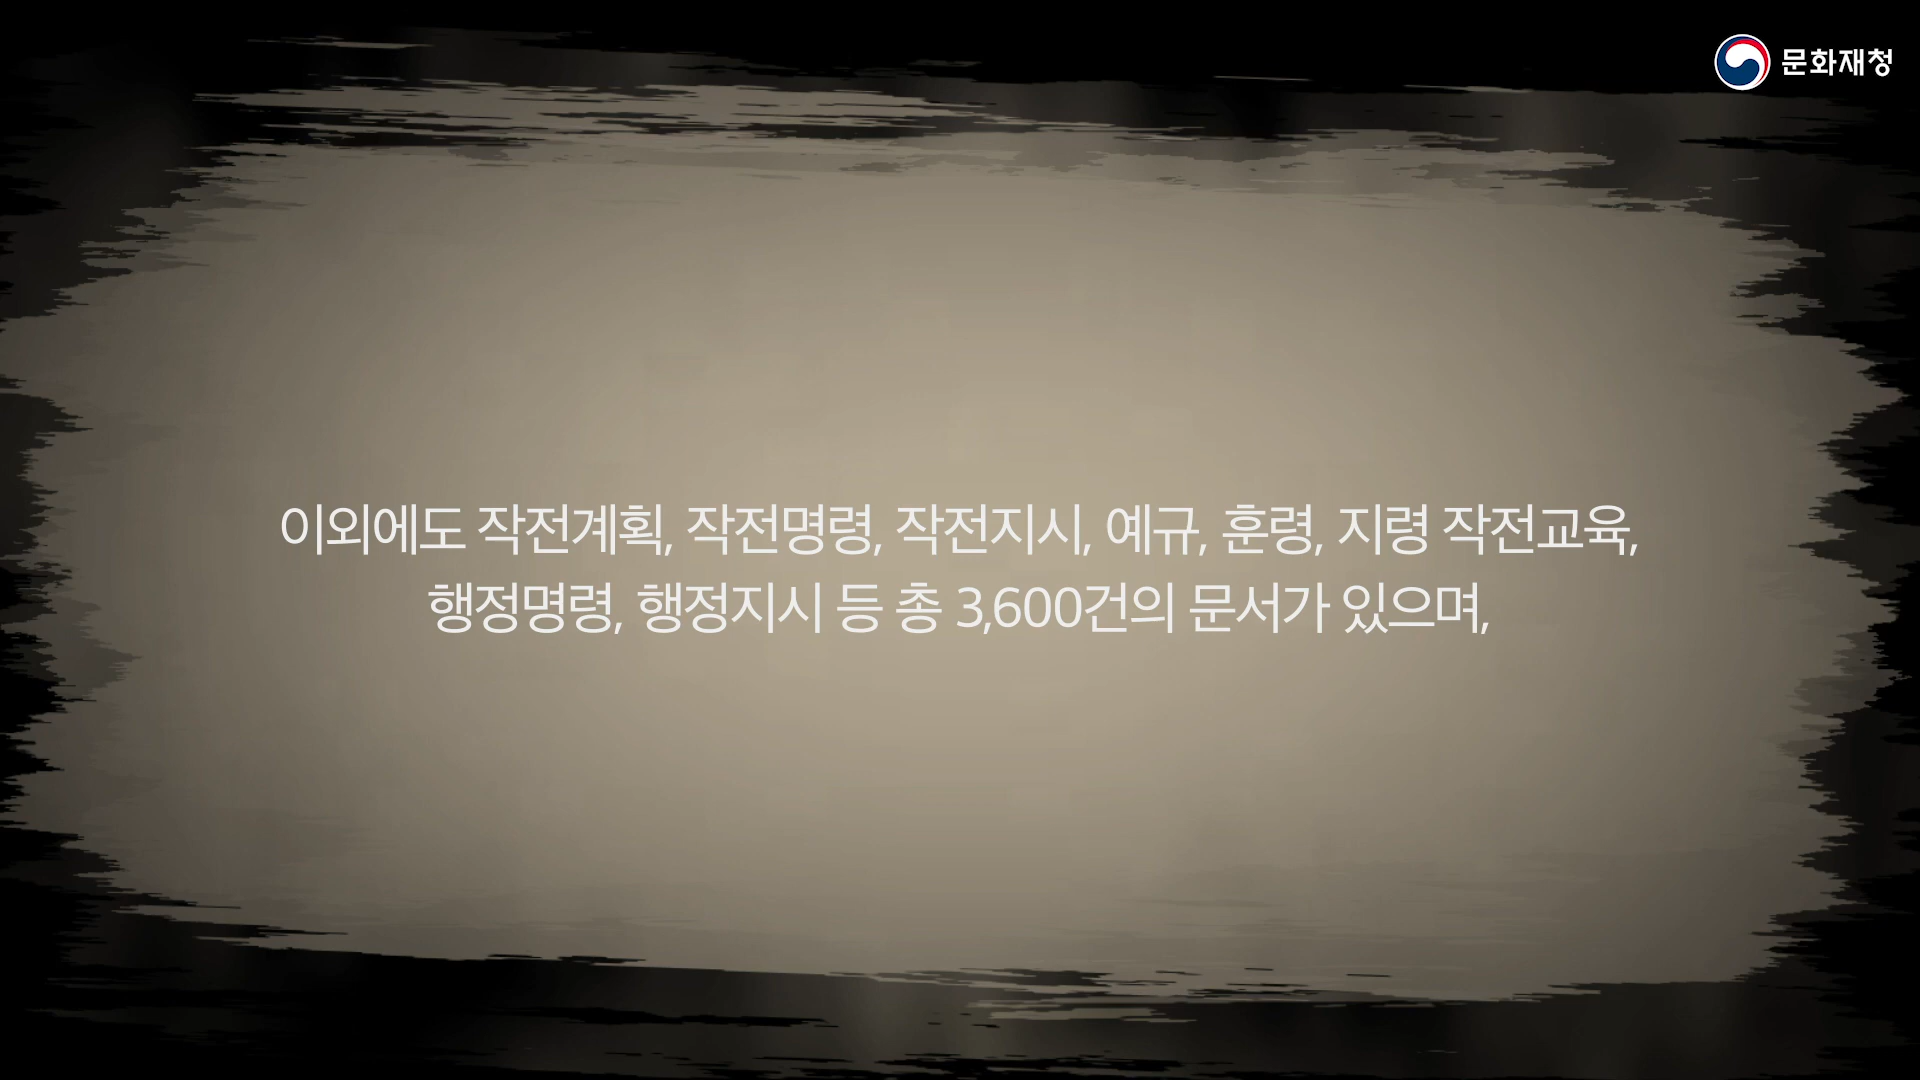 문화재청
이외에도 작전계획, 작전명령, 작전지시, 예규, 훈령, 지령 작전교육,
행정명령, 행정지시 등 총 3,600건의 문서가 있으며,